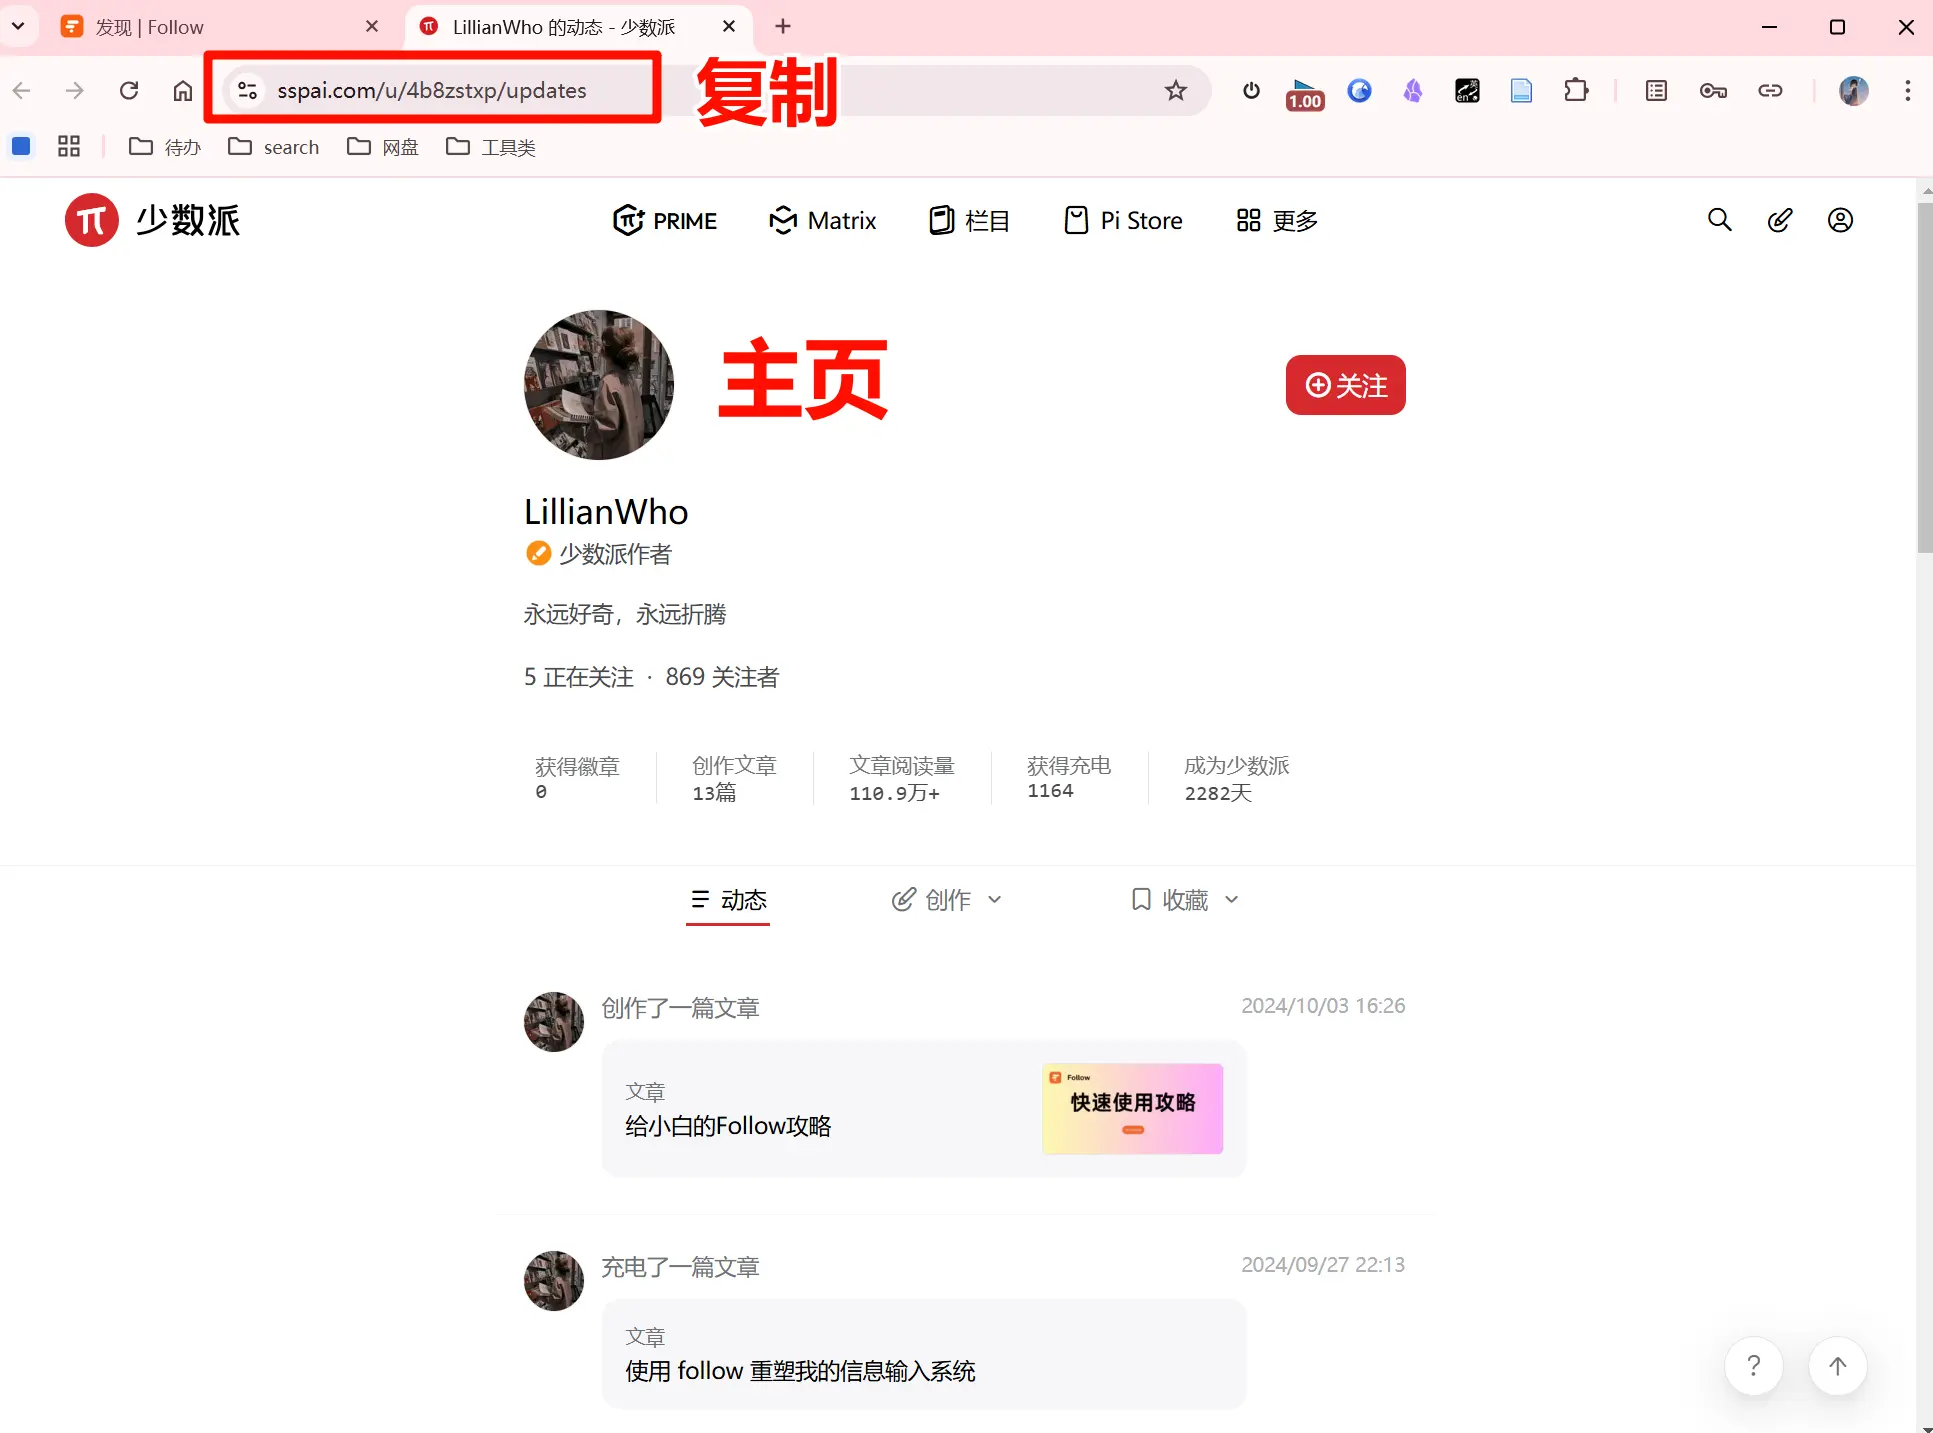 发现 | Follow
LillianWho 的动态 - 少数派
sspai.com/u/4b8zstxp/updates
复制
1.00
en 英
待办
search
网盘
工具类
少数派
PRIME
Matrix
栏目
Pi Store
更多
主页
关注
LillianWho
少数派作者
永远好奇，永远折腾
5 正在关注 · 869 关注者
获得徽章
0
创作文章
13篇
文章阅读量
110.9万+
获得充电
1164
成为少数派
2282天
动态
创作
收藏
创作了一篇文章
2024/10/03 16:26
文章
给小白的Follow攻略
Follow
快速使用攻略
充电了一篇文章
2024/09/27 22:13
文章
使用 follow 重塑我的信息输入系统
?